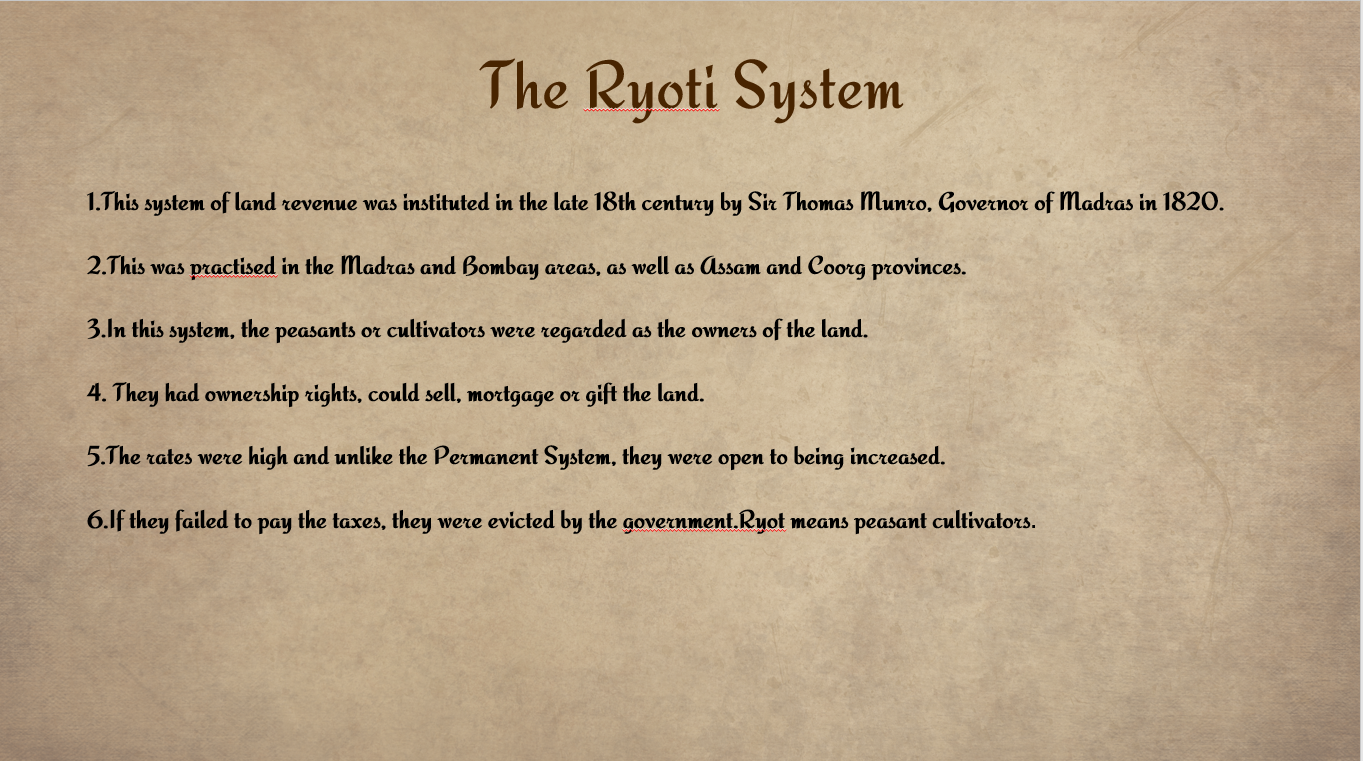 The Ryoti System
1.This system of land revenue was instituted in the late 18th century by Sir Thomas Munro, Governor of Madras in 1820.
2.This was practised in the Madras and Bombay areas, as well as Assam and Coorg provinces.
3.In this system, the peasants or cultivators were regarded as the owners of the land.
4. They had ownership rights, could sell, mortgage or gift the land.
5.The rates were high and unlike the Permanent System, they were open to being increased.
6.If they failed to pay the taxes, they were evicted by the government.Ryot means peasant cultivators.